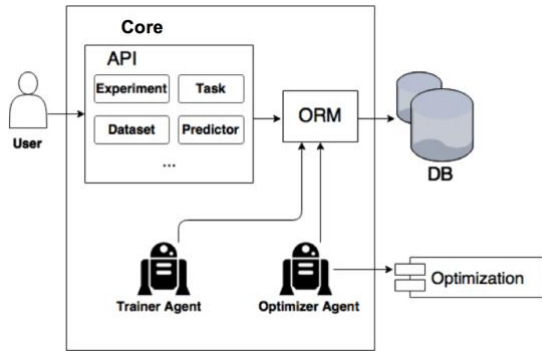 Core
API
Experiment
Task
Dataset
Predictor
...
ORM
User
DB
Trainer Agent
Optimizer Agent
Optimization